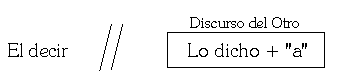 Discurso del Otro
El decir // Lo dicho + "a"